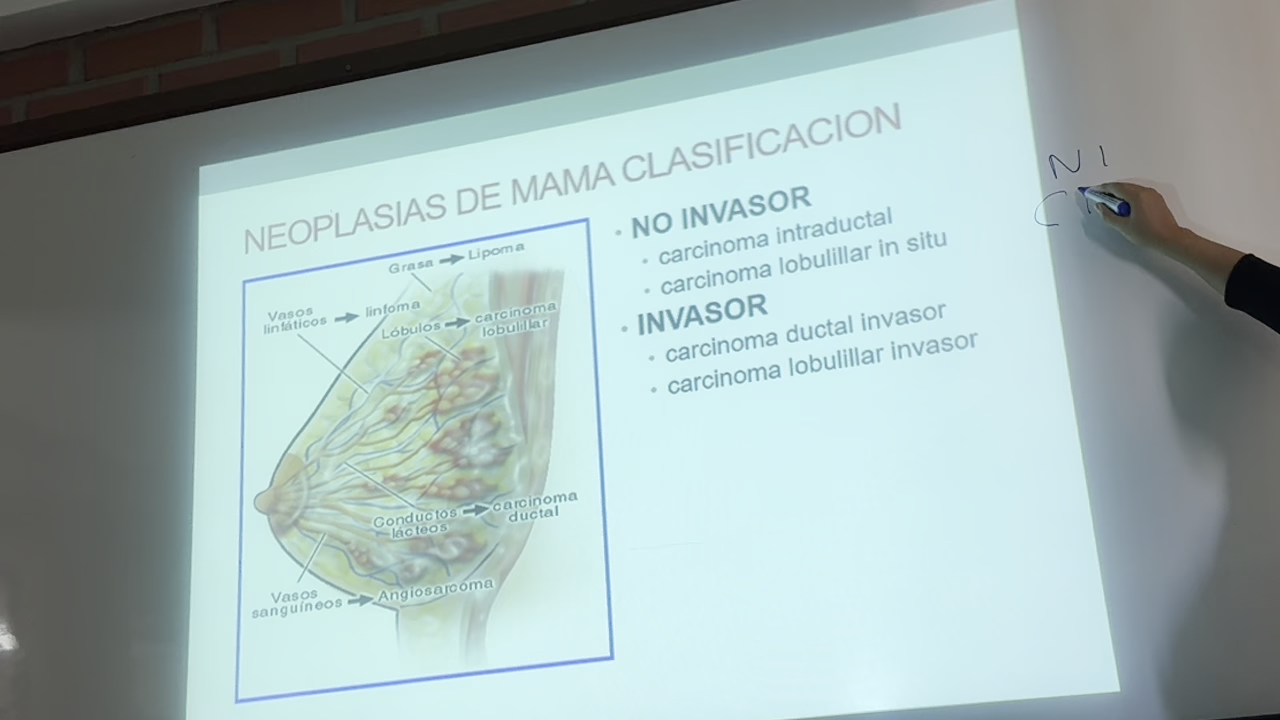 NEOPLASIAS DE MAMA CLASIFICACION
Grasa → Lipoma
Vasos linfáticos → linfoma
Lóbulos → carcinoma lobulillar
Conductos lácteos → carcinoma ductal
Vasos sanguíneos → Angiosarcoma
• NO INVASOR
• carcinoma intraductal
• carcinoma lobulillar in situ
• INVASOR
• carcinoma ductal invasor
• carcinoma lobulillar invasor
N I
C